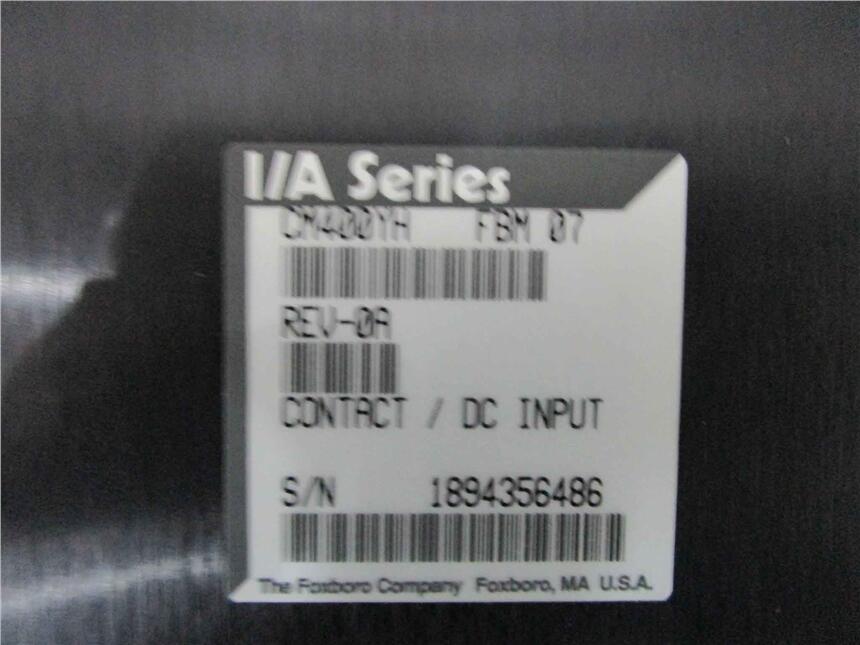 I/A Series
CM400YH FBM 07
REV-0A
CONTACT / DC INPUT
S/N 1894356486
The Foxboro Company Foxboro, MA U.S.A.